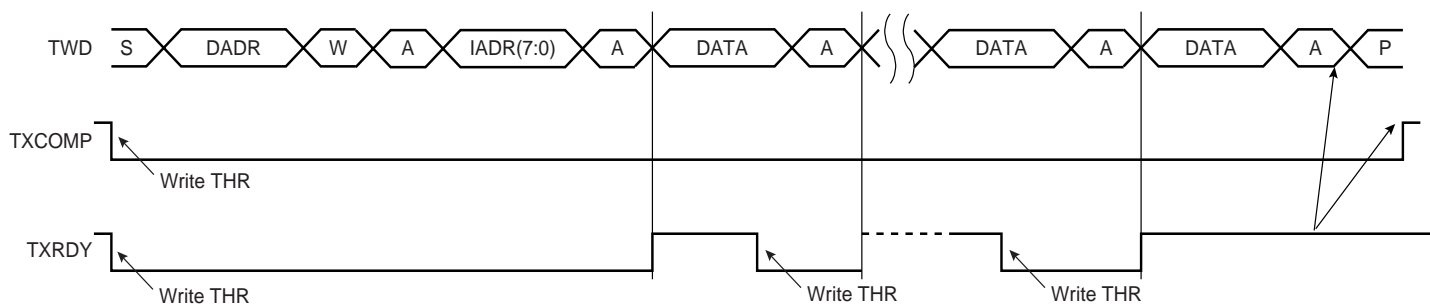 TWD S DADR W A IADR(7:0) A DATA A DATA A DATA A P
TXCOMP
Write THR
TXRDY
Write THR Write THR Write THR